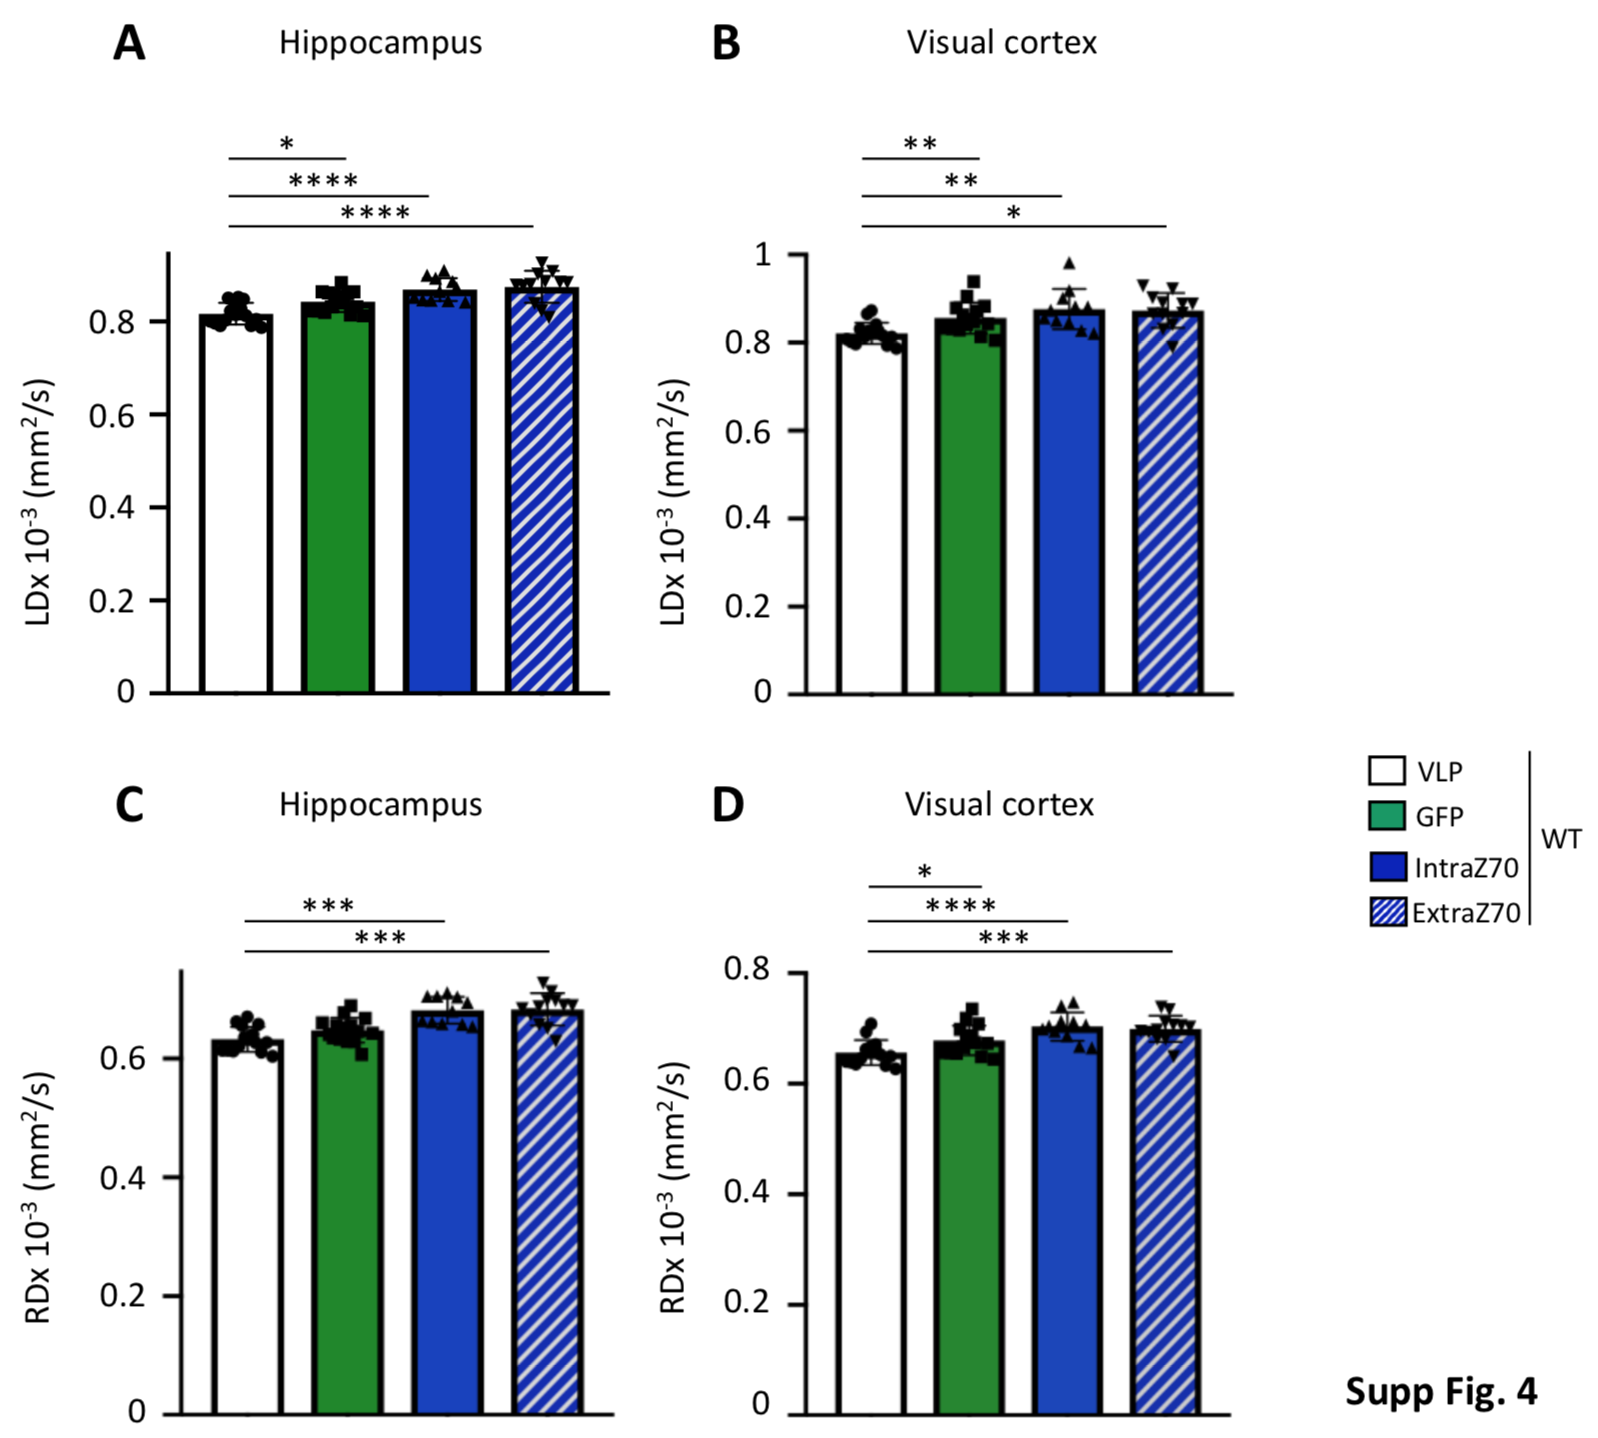 A
Hippocampus
*
****
****
0.8
0.6
0.4
0.2
0
LDx 10⁻³ (mm²/s)
B
Visual cortex
**
**
*
1
0.8
0.6
0.4
0.2
0
LDx 10⁻³ (mm²/s)
C
Hippocampus
***
***
0.6
0.4
0.2
0
RDx 10⁻³ (mm²/s)
D
Visual cortex
*
****
***
0.8
0.6
0.4
0.2
0
RDx 10⁻³ (mm²/s)
VLP
GFP
IntraZ70
ExtraZ70
WT
Supp Fig. 4